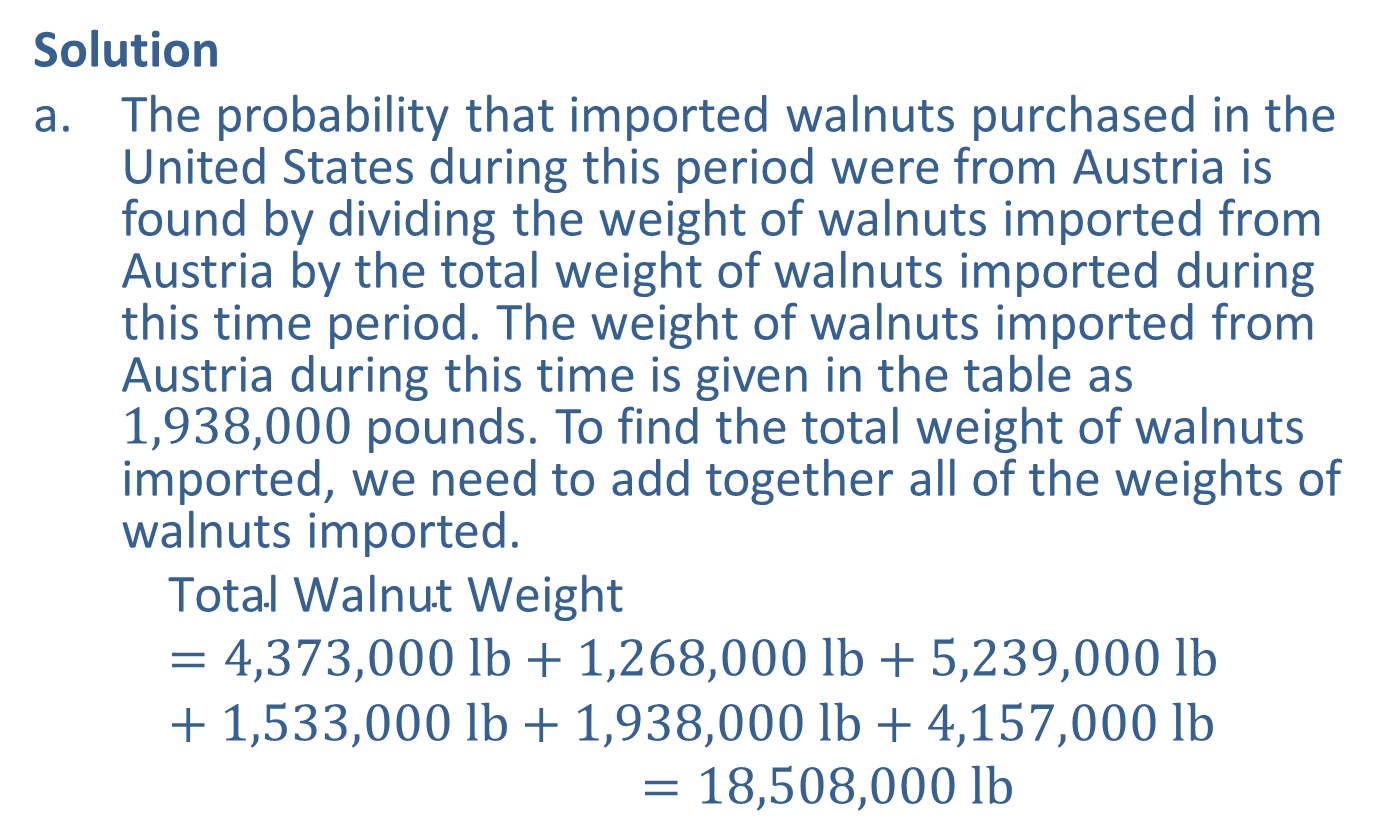 Solution
a. The probability that imported walnuts purchased in the
United States during this period were from Austria is
found by dividing the weight of walnuts imported from
Austria by the total weight of walnuts imported during
this time period. The weight of walnuts imported from
Austria during this time is given in the table as
1,938,000 pounds. To find the total weight of walnuts
imported, we need to add together all of the weights of
walnuts imported.
Total Walnut Weight
= 4,373,000 lb + 1,268,000 lb + 5,239,000 lb
+ 1,533,000 lb + 1,938,000 lb + 4,157,000 lb
= 18,508,000 lb